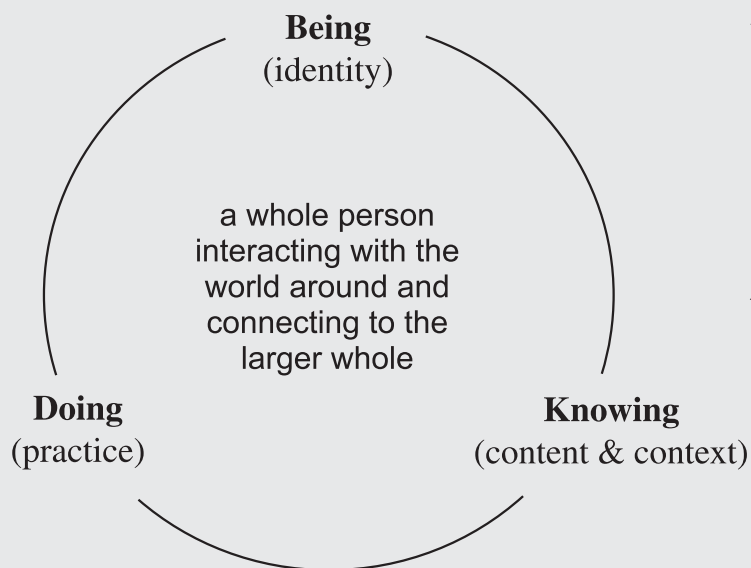 Being
(identity)
a whole person
interacting with the
world around and
connecting to the
larger whole
Doing
(practice)
Knowing
(content & context)